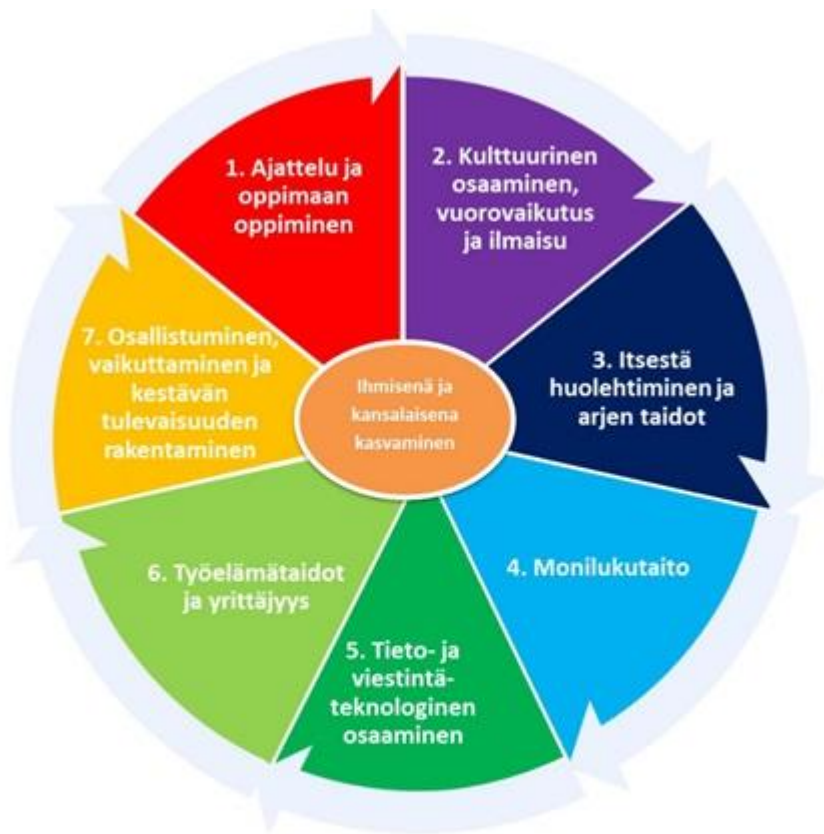 1. Ajattelu ja
oppimaan
oppiminen
2. Kulttuurinen
osaaminen,
vuorovaikutus
ja ilmaisu
3. Itsestä
huolehtiminen ja
arjen taidot
4. Monilukutaito
5. Tieto- ja
viestintä-
teknologinen
osaaminen
6. Työelämätaidot
ja yrittäjyys
7. Osallistuminen,
vaikuttaminen ja
kestävän
tulevaisuuden
rakentaminen
Ihmisenä ja
kansalaisena
kasvaminen